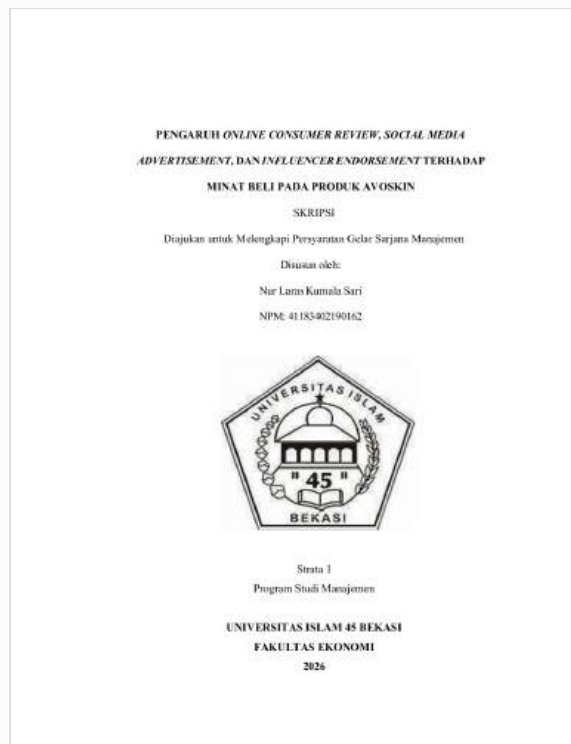 PENGARUH ONLINE CONSUMER REVIEW, SOCIAL MEDIA
ADVERTISEMENT, DAN INFLUENCER ENDORSEMENT TERHADAP
MINAT BELI PADA PRODUK AVOSKIN
SKRIPSI
Diajukan untuk Melengkapi Persyaratan Gelar Sarjana Manajemen
Disusun oleh:
Nur Laras Kumala Sari
NPM: 41183402190162
UNIVERSITAS ISLAM
" 45 "
BEKASI
Strata 1
Program Studi Manajemen
UNIVERSITAS ISLAM 45 BEKASI
FAKULTAS EKONOMI
2026